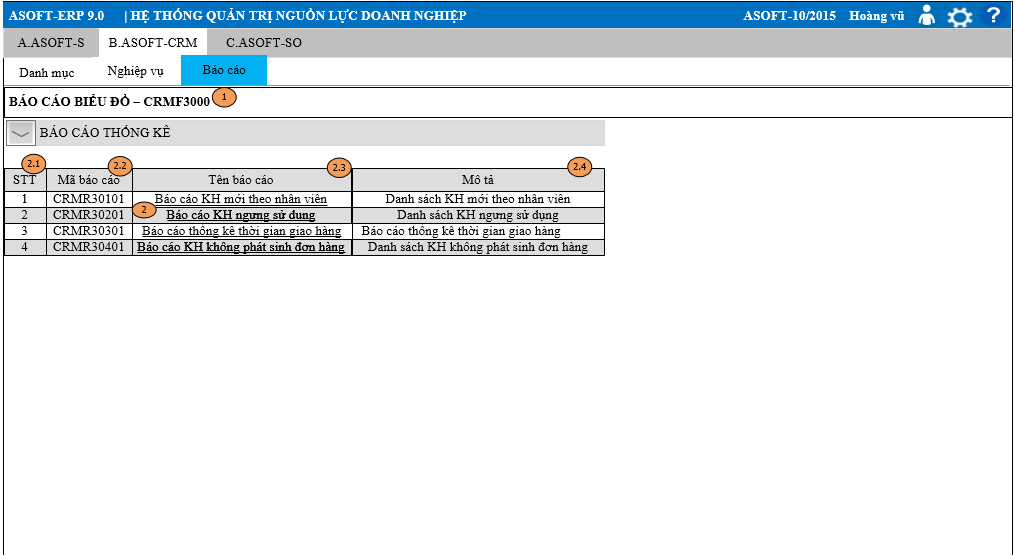 ASOFT-ERP 9.0 | HỆ THỐNG QUẢN TRỊ NGUỒN LỰC DOANH NGHIỆP ASOFT-10/2015 Hoàng vũ ?
A.ASOFT-S B.ASOFT-CRM C.ASOFT-SO
Danh mục Nghiệp vụ Báo cáo
BÁO CÁO BIỂU ĐỒ – CRMF3000 1
BÁO CÁO THỐNG KÊ
2.1 2.2 2.3 2.4
STT Mã báo cáo Tên báo cáo Mô tả
1 CRMR30101 Báo cáo KH mới theo nhân viên Danh sách KH mới theo nhân viên
2 CRMR30201 2 Báo cáo KH ngưng sử dụng Danh sách KH ngưng sử dụng
3 CRMR30301 Báo cáo thống kê thời gian giao hàng Báo cáo thống kê thời gian giao hàng
4 CRMR30401 Báo cáo KH không phát sinh đơn hàng Danh sách KH không phát sinh đơn hàng